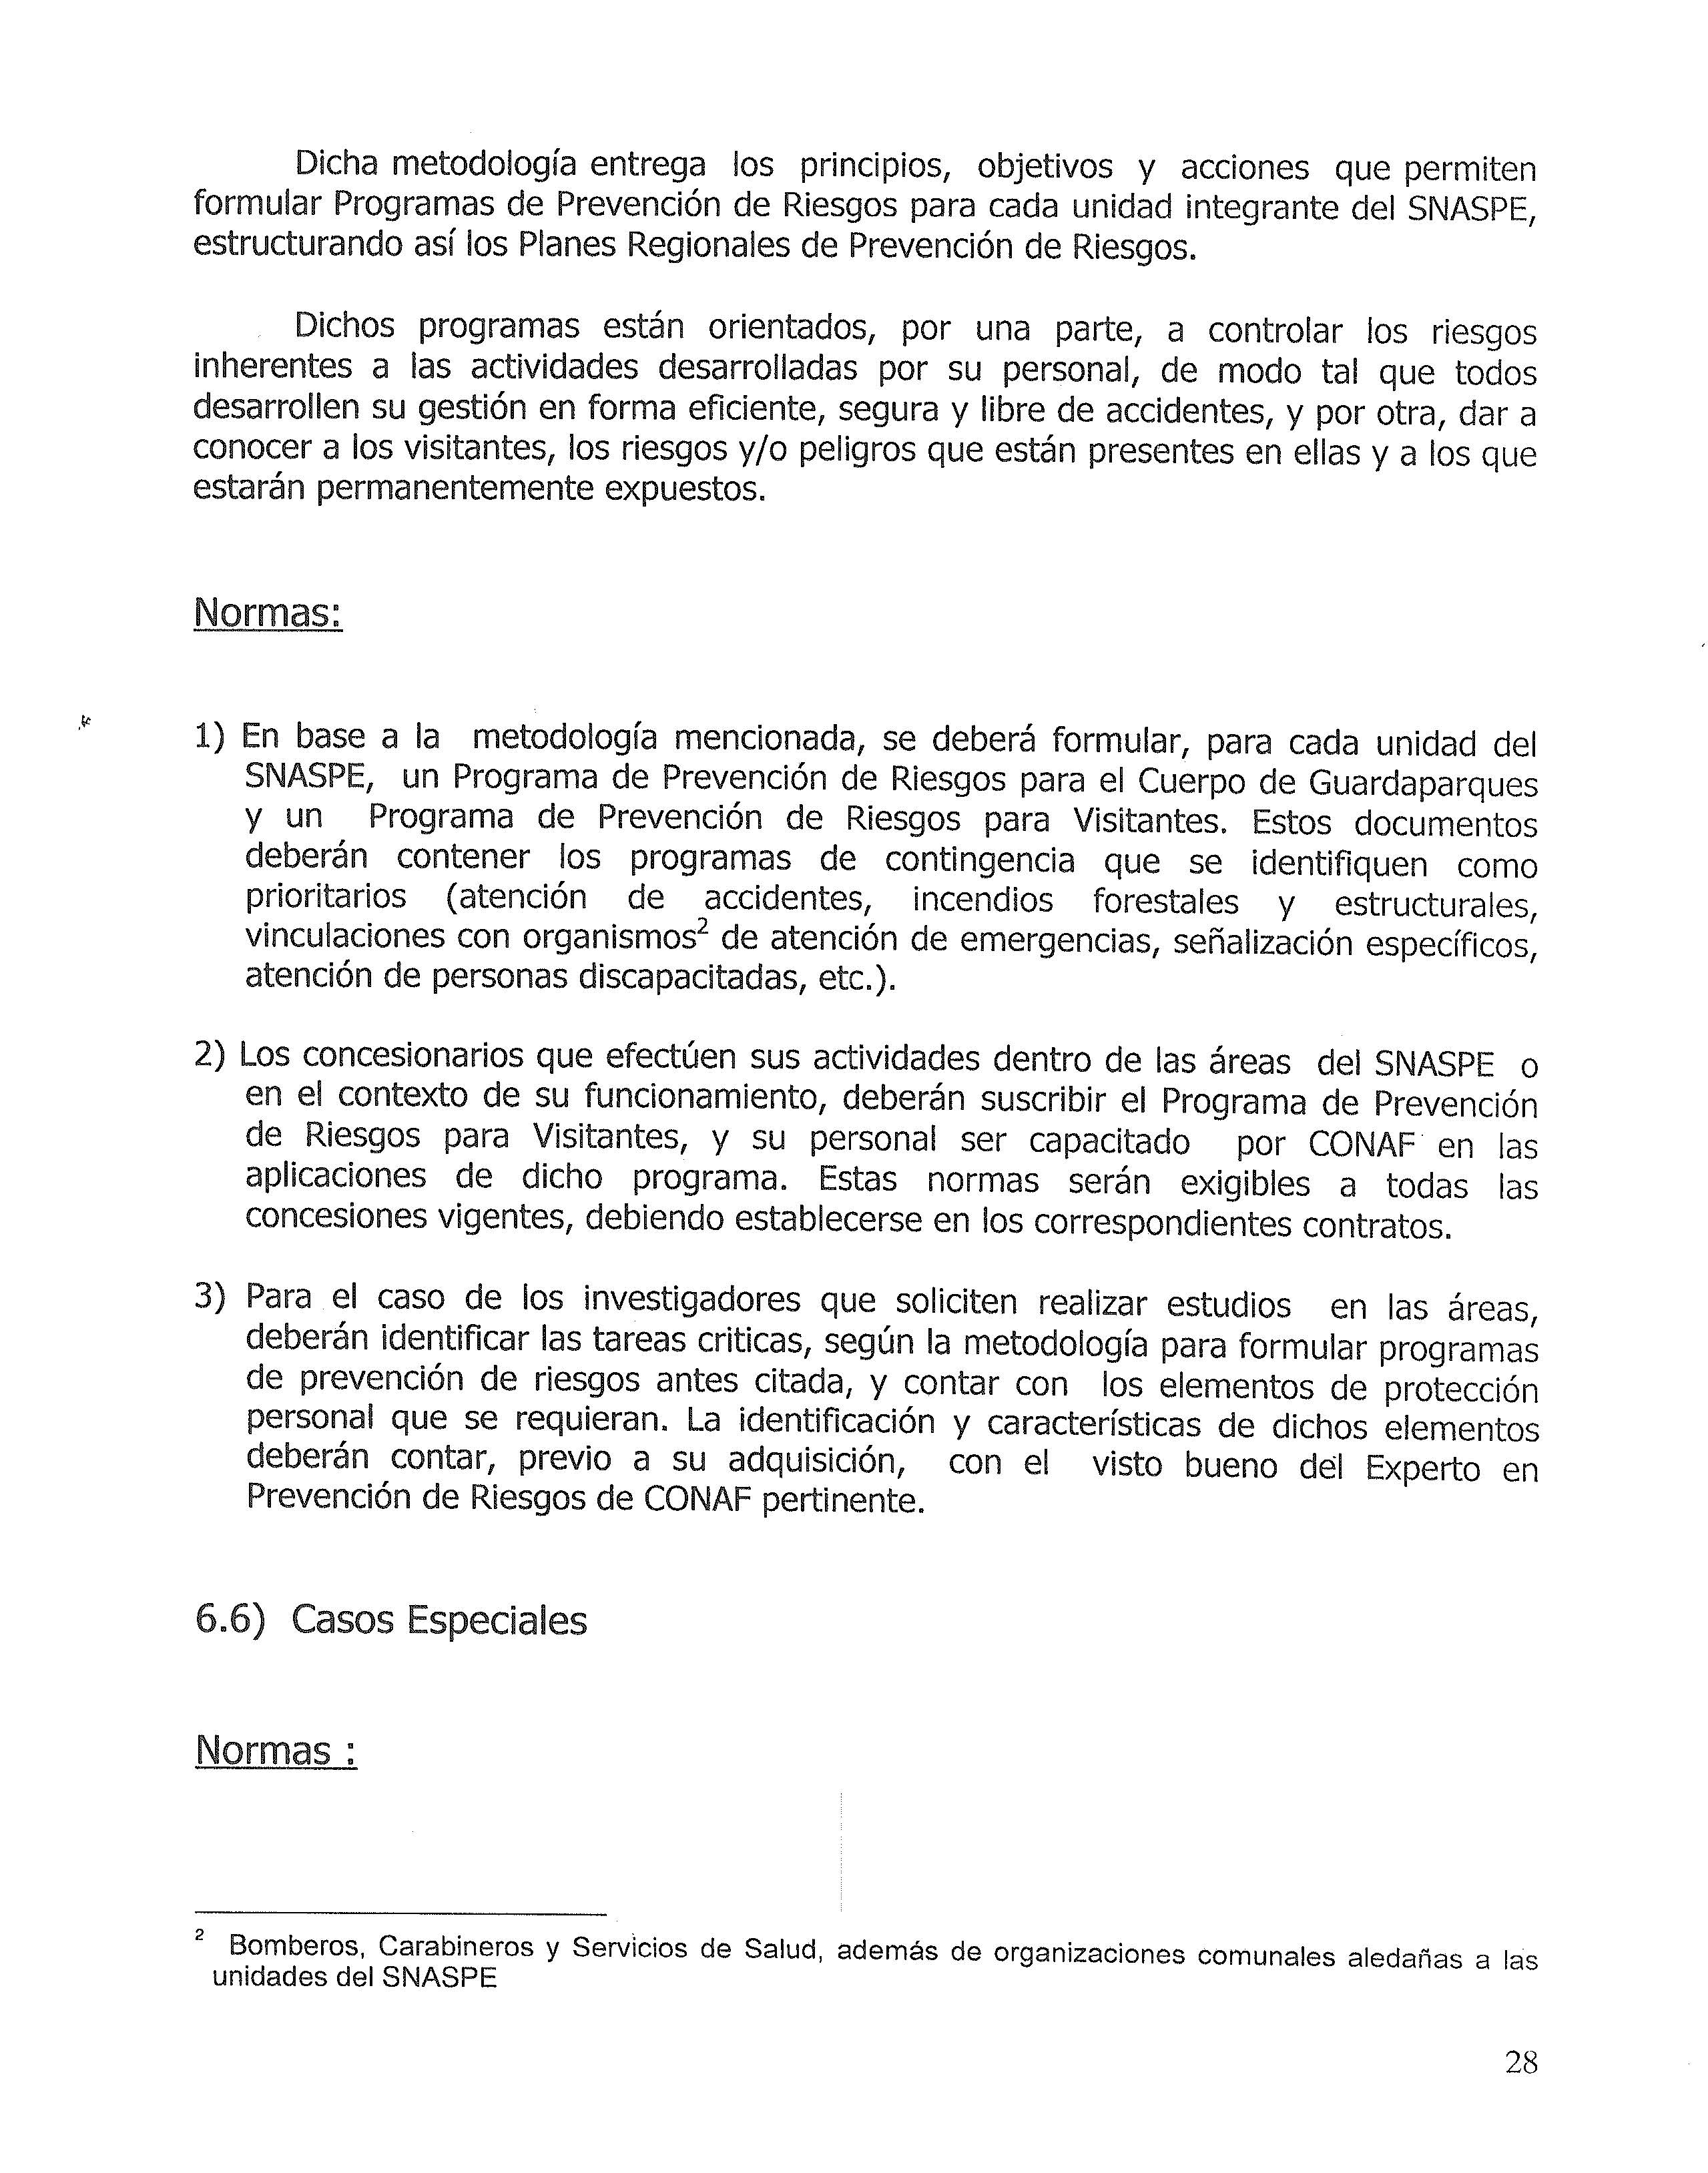 Dicha metodología entrega los principios, objetivos y acciones que permiten
formular Programas de Prevención de Riesgos para cada unidad integrante del SNASPE,
estructurando así los Planes Regionales de Prevención de Riesgos.
Dichos programas están orientados, por una parte, a controlar los riesgos
inherentes a las actividades desarrolladas por su personal, de modo tal que todos
desarrollen su gestión en forma eficiente, segura y libre de accidentes, y por otra, dar a
conocer a los visitantes, los riesgos y/o peligros que están presentes en ellas y a los que
estarán permanentemente expuestos.
Normas:
1) En base a la metodología mencionada, se deberá formular, para cada unidad del
SNASPE, un Programa de Prevención de Riesgos para el Cuerpo de Guardaparques
y un Programa de Prevención de Riesgos para Visitantes. Estos documentos
deberán contener los programas de contingencia que se identifiquen como
prioritarios (atención de accidentes, incendios forestales y estructurales,
vinculaciones con organismos² de atención de emergencias, señalización específicos,
atención de personas discapacitadas, etc.).
2) Los concesionarios que efectúen sus actividades dentro de las áreas del SNASPE o
en el contexto de su funcionamiento, deberán suscribir el Programa de Prevención
de Riesgos para Visitantes, y su personal ser capacitado por CONAF en las
aplicaciones de dicho programa. Estas normas serán exigibles a todas las
concesiones vigentes, debiendo establecerse en los correspondientes contratos.
3) Para el caso de los investigadores que soliciten realizar estudios en las áreas,
deberán identificar las tareas criticas, según la metodología para formular programas
de prevención de riesgos antes citada, y contar con los elementos de protección
personal que se requieran. La identificación y características de dichos elementos
deberán contar, previo a su adquisición, con el visto bueno del Experto en
Prevención de Riesgos de CONAF pertinente.
6.6) Casos Especiales
Normas :
² Bomberos, Carabineros y Servicios de Salud, además de organizaciones comunales aledañas a las
unidades del SNASPE
28